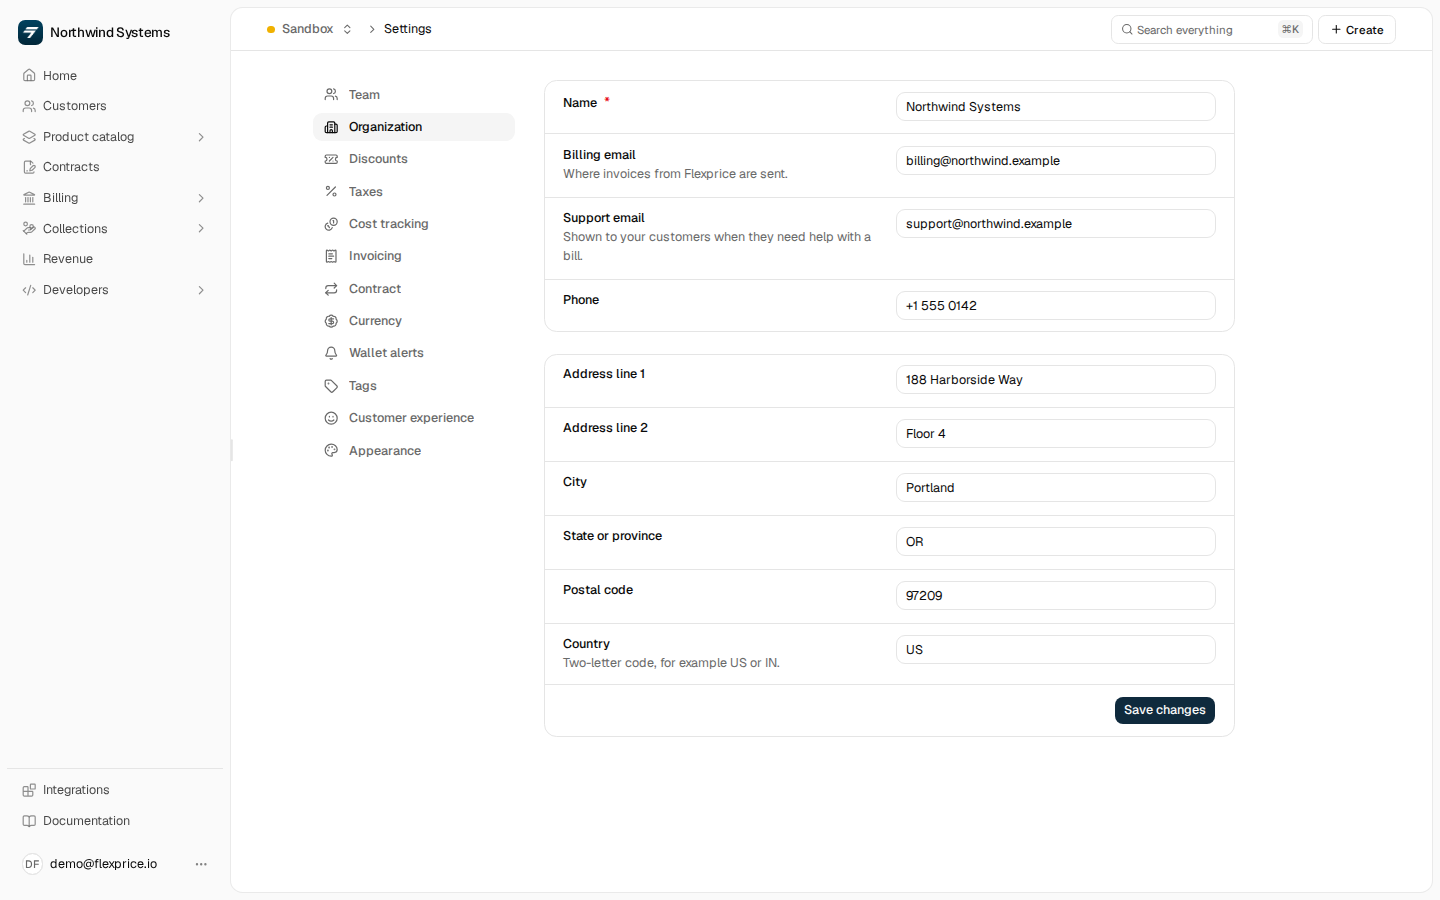 Northwind Systems
Home
Customers
Product catalog
Contracts
Billing
Collections
Revenue
Developers
Integrations
Documentation
DF demo@flexprice.io
Sandbox
Settings
Search everything ⌘K
+ Create
Team
Organization
Discounts
Taxes
Cost tracking
Invoicing
Contract
Currency
Wallet alerts
Tags
Customer experience
Appearance
Name *
Northwind Systems
Billing email
Where invoices from Flexprice are sent.
billing@northwind.example
Support email
Shown to your customers when they need help with a
bill.
support@northwind.example
Phone
+1 555 0142
Address line 1
188 Harborside Way
Address line 2
Floor 4
City
Portland
State or province
OR
Postal code
97209
Country
Two-letter code, for example US or IN.
US
Save changes